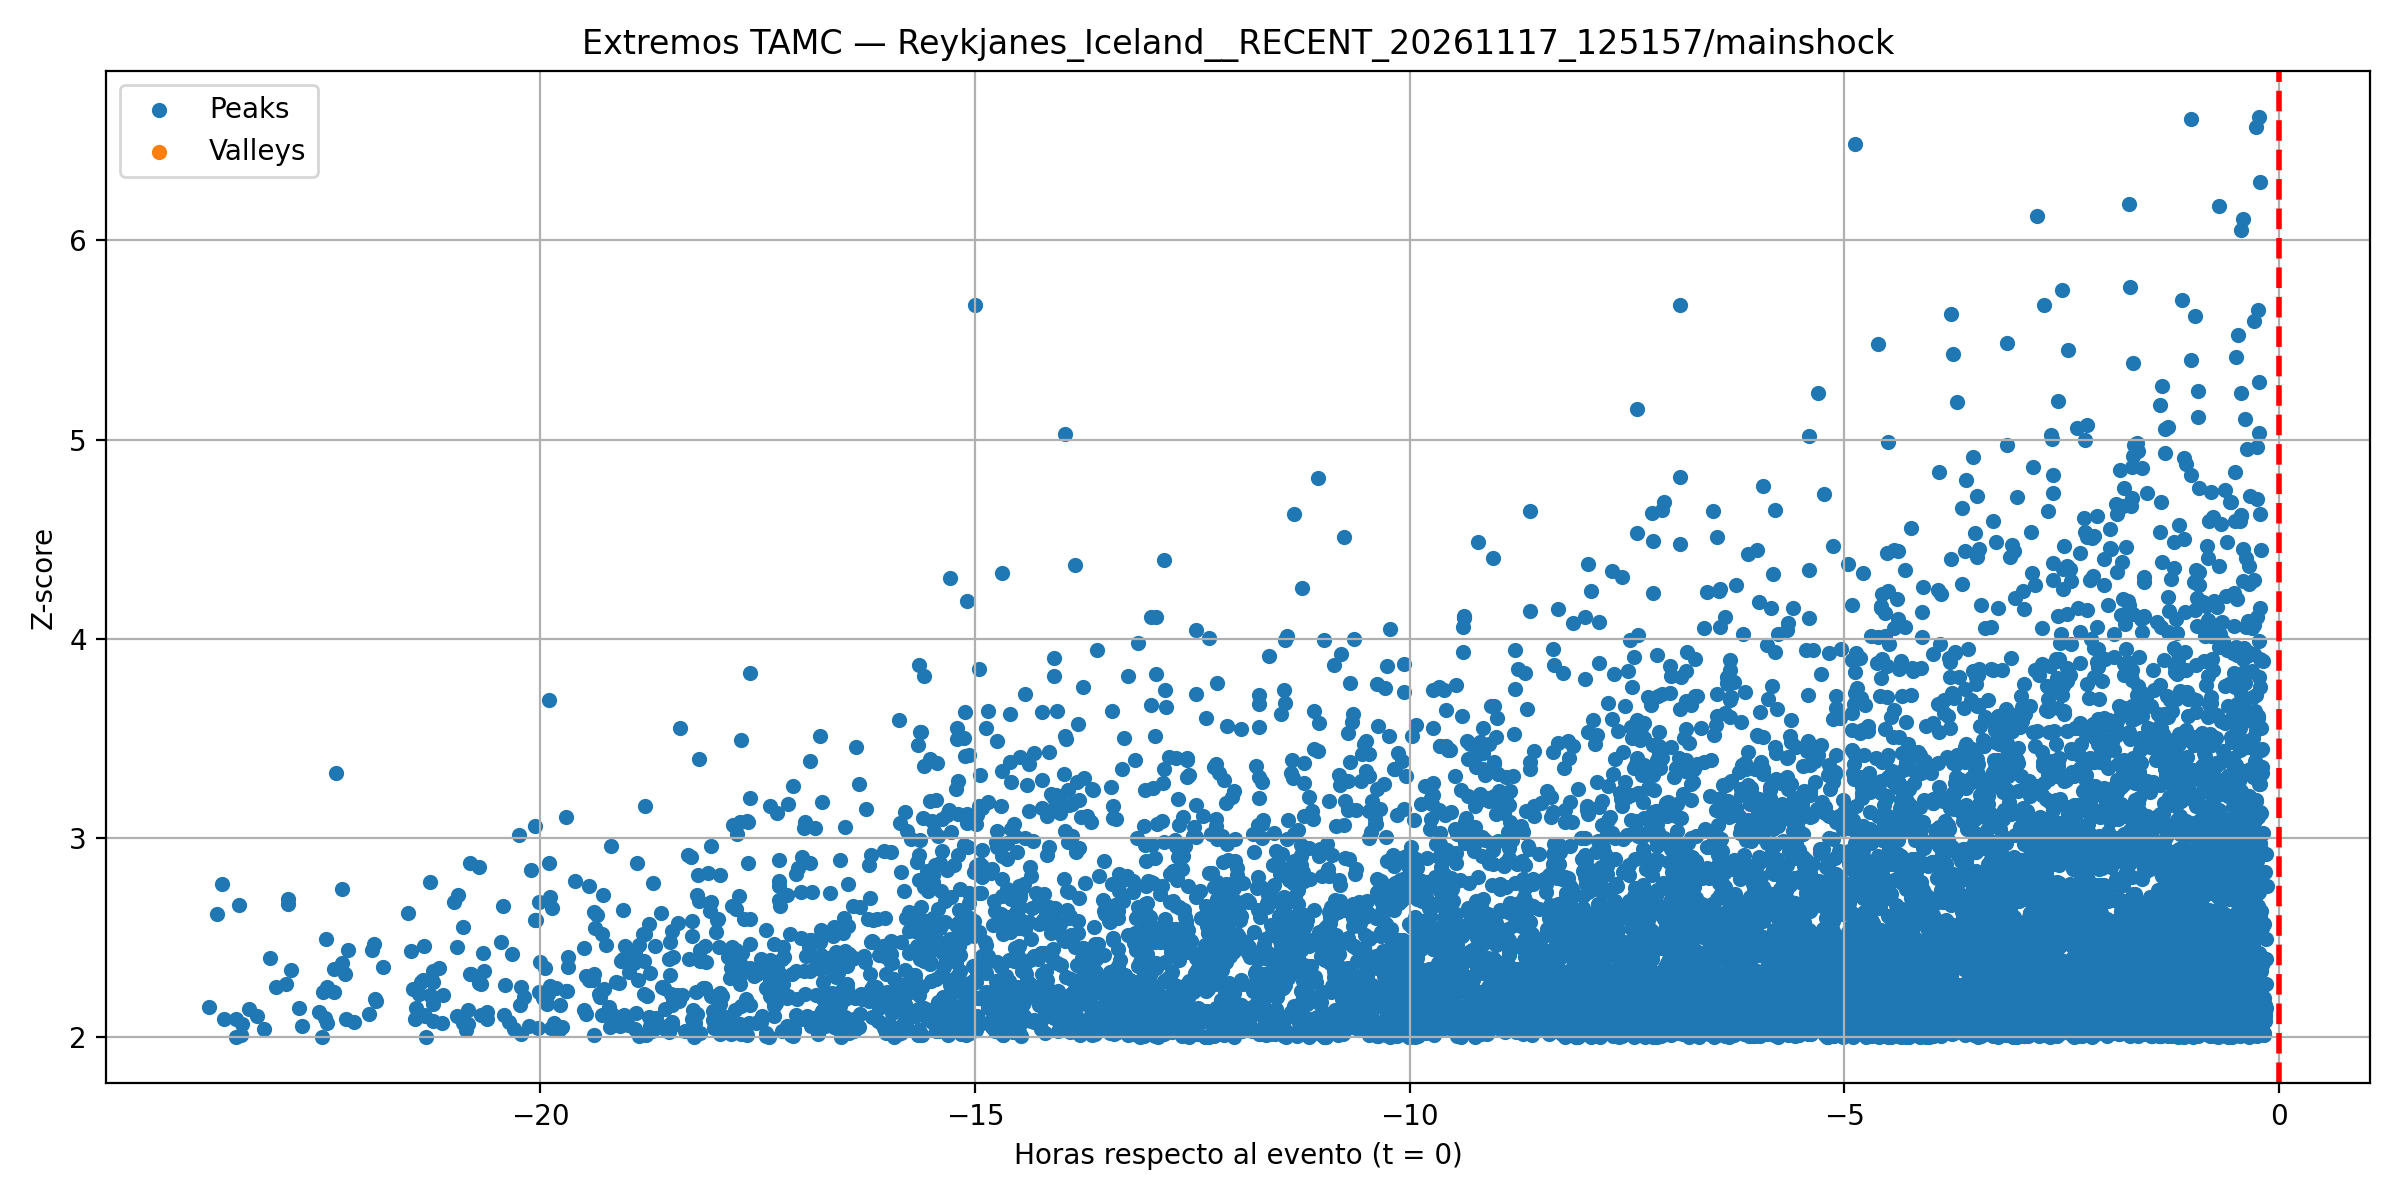 Extremos TAMC — Reykjanes_Iceland__RECENT_20261117_125157/mainshock
Peaks
Valleys
Z-score
6
5
4
3
2
−20
−15
−10
−5
0
Horas respecto al evento (t = 0)